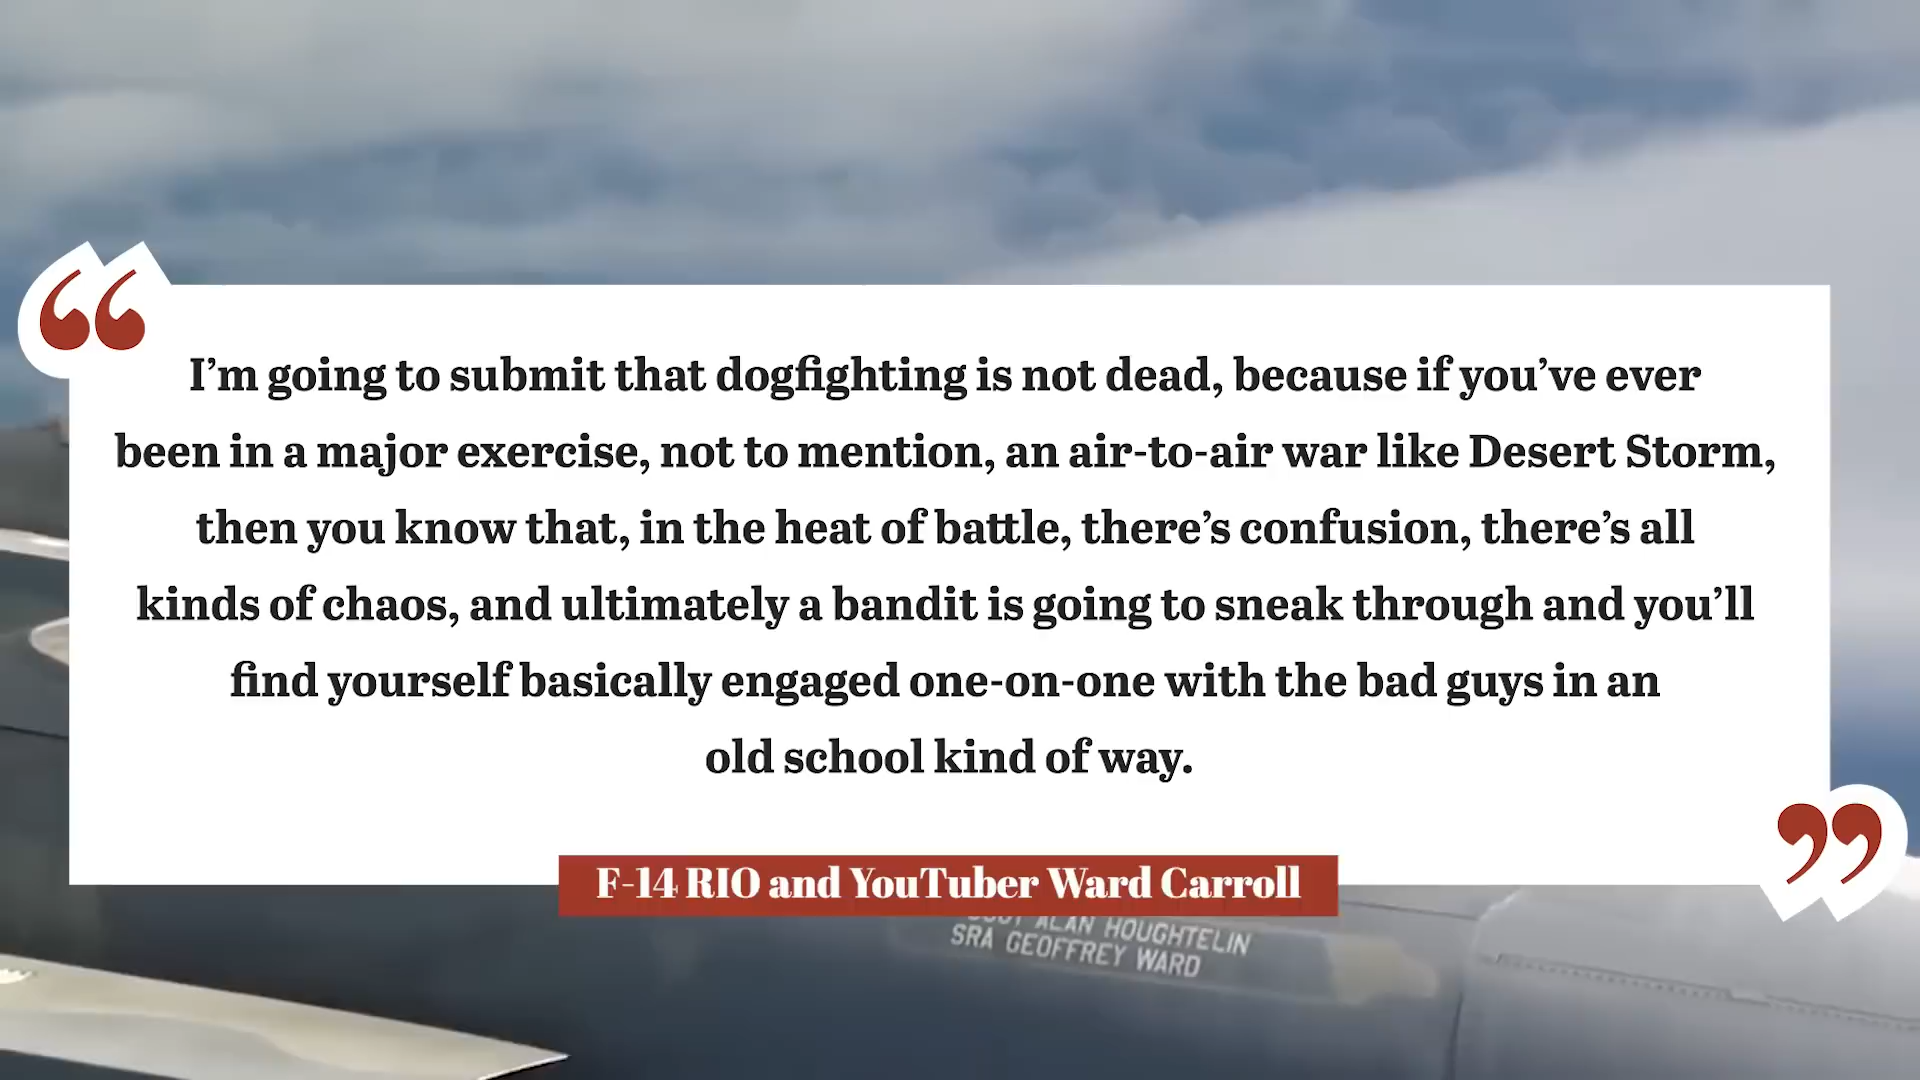 I’m going to submit that dogfighting is not dead, because if you’ve ever
been in a major exercise, not to mention, an air-to-air war like Desert Storm,
then you know that, in the heat of battle, there’s confusion, there’s all
kinds of chaos, and ultimately a bandit is going to sneak through and you’ll
find yourself basically engaged one-on-one with the bad guys in an
old school kind of way.
F-14 RIO and YouTuber Ward Carroll
ALAN HOUGHTELIN
SRA GEOFFREY WARD